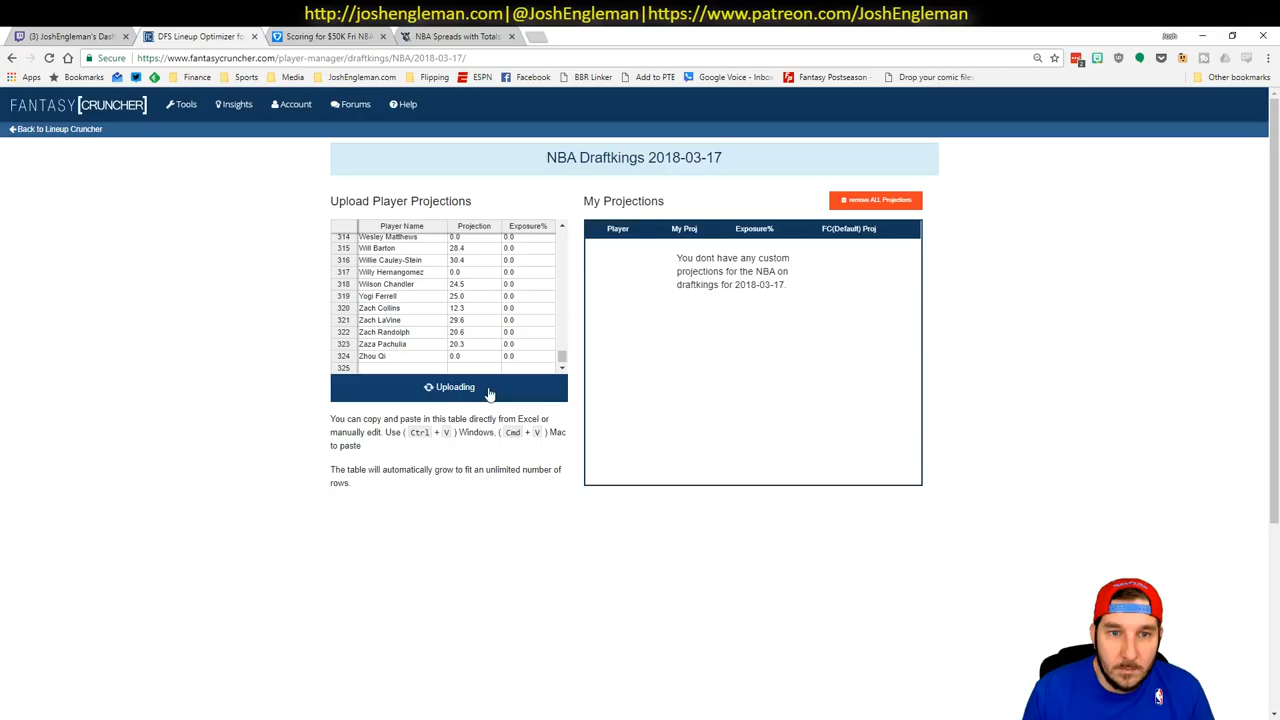 http://joshengleman.com|@JoshEngleman|https://www.patreon.com/JoshEngleman
(3) JoshEngleman's Dash
DFS Lineup Optimizer fo
Scoring for $50K Fri NBA
NBA Spreads with Totals
Josh
Secure
https://www.fantasycruncher.com/player-manager/draftkings/NBA/2018-03-17/
Apps
Bookmarks
Finance
Sports
Media
JoshEngleman.com
Flipping
ESPN
Facebook
BBR Linker
Add to PTE
Google Voice - Inbo
Fantasy Postseason
Drop your comic files
Other bookmarks
FANTASY[CRUNCHER]
Tools
Insights
Account
Forums
Help
Back to Lineup Cruncher
NBA Draftkings 2018-03-17
Upload Player Projections
Player Name Projection Exposure%
314 Wesley Matthews 0.0 0.0
315 Will Barton 28.4 0.0
316 Willie Cauley-Stein 30.4 0.0
317 Willy Hernangomez 0.0 0.0
318 Wilson Chandler 24.5 0.0
319 Yogi Ferrell 25.0 0.0
320 Zach Collins 12.3 0.0
321 Zach LaVine 29.6 0.0
322 Zach Randolph 20.6 0.0
323 Zaza Pachulia 20.3 0.0
324 Zhou Qi 0.0 0.0
325
Uploading
You can copy and paste in this table directly from Excel or
manually edit. Use ( Ctrl + V ) Windows, ( Cmd + V ) Mac
to paste
The table will automatically grow to fit an unlimited number of
rows.
My Projections
remove ALL Projections
Player My Proj Exposure% FC(Default) Proj
You dont have any custom
projections for the NBA on
draftkings for 2018-03-17.